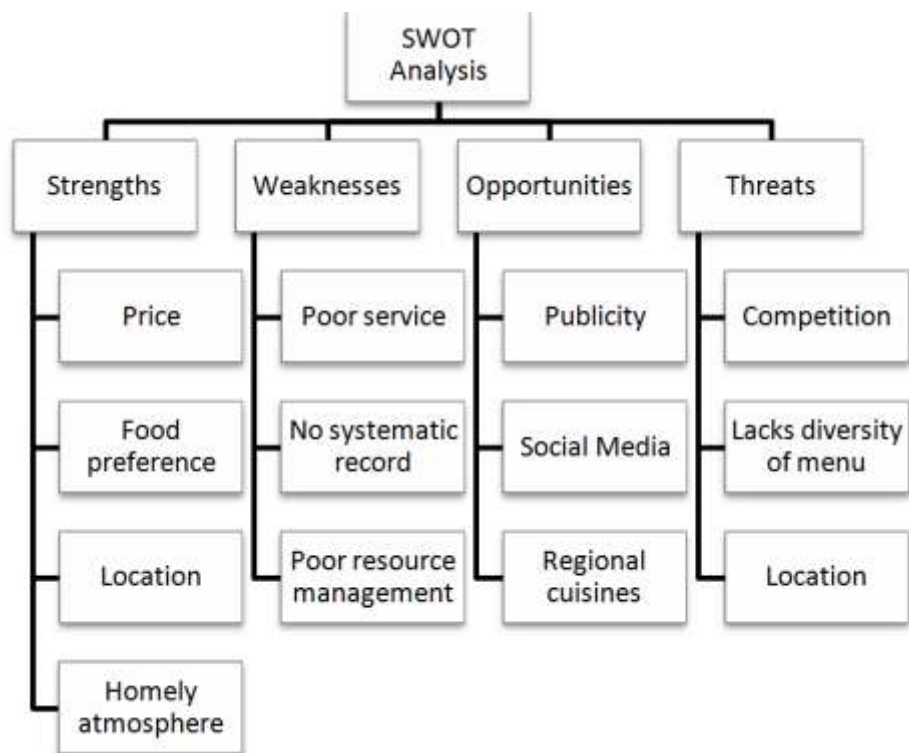 SWOT
Analysis
Strengths
Weaknesses
Opportunities
Threats
Price
Food
preference
Location
Homely
atmosphere
Poor service
No systematic
record
Poor resource
management
Publicity
Social Media
Regional
cuisines
Competition
Lacks diversity
of menu
Location